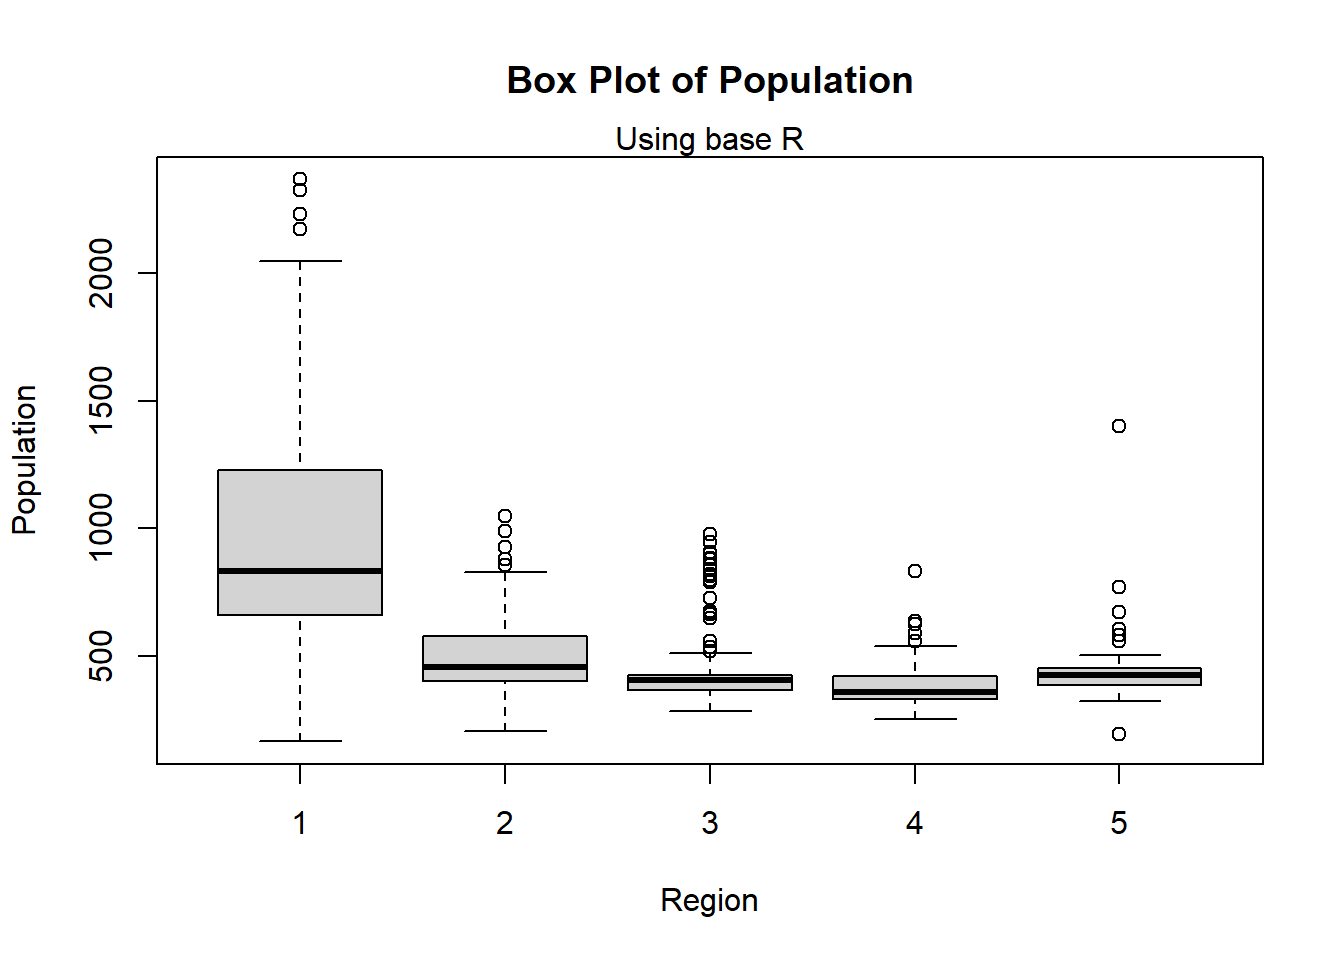 Box Plot of Population
Using base R
Population
2000
1500
1000
500
1 2 3 4 5
Region